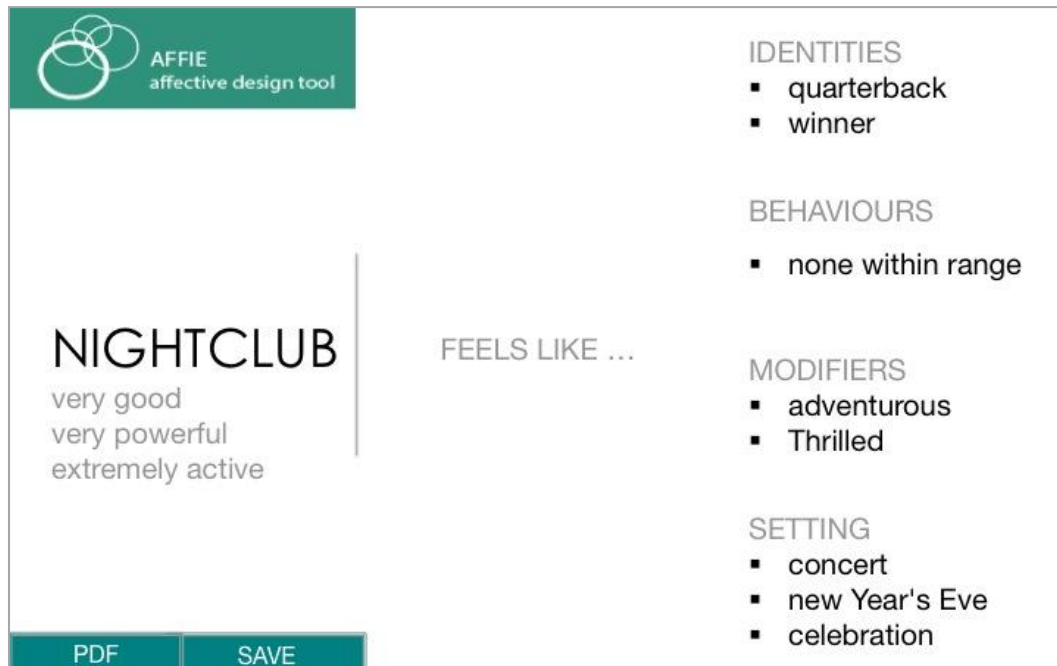 AFFIE
affective design tool
NIGHTCLUB
very good
very powerful
extremely active
FEELS LIKE ...
IDENTITIES
▪ quarterback
▪ winner
BEHAVIOURS
▪ none within range
MODIFIERS
▪ adventurous
▪ Thrilled
SETTING
▪ concert
▪ new Year's Eve
▪ celebration
PDF
SAVE